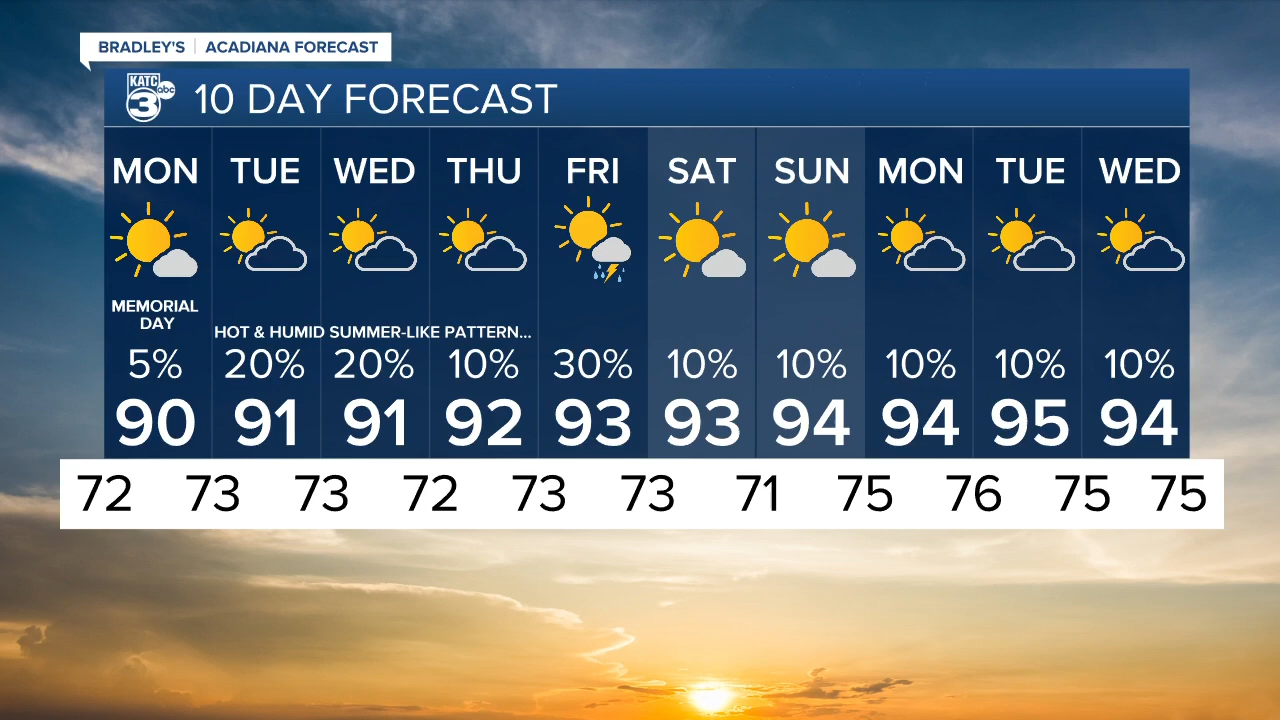 BRADLEY'S | ACADIANA FORECAST
KATC abc 3
10 DAY FORECAST
MON TUE WED THU FRI SAT SUN MON TUE WED
MEMORIAL
DAY
HOT & HUMID SUMMER-LIKE PATTERN...
5% 20% 20% 10% 30% 10% 10% 10% 10% 10%
90 91 91 92 93 93 94 94 95 94
72 73 73 72 73 73 71 75 76 75 75